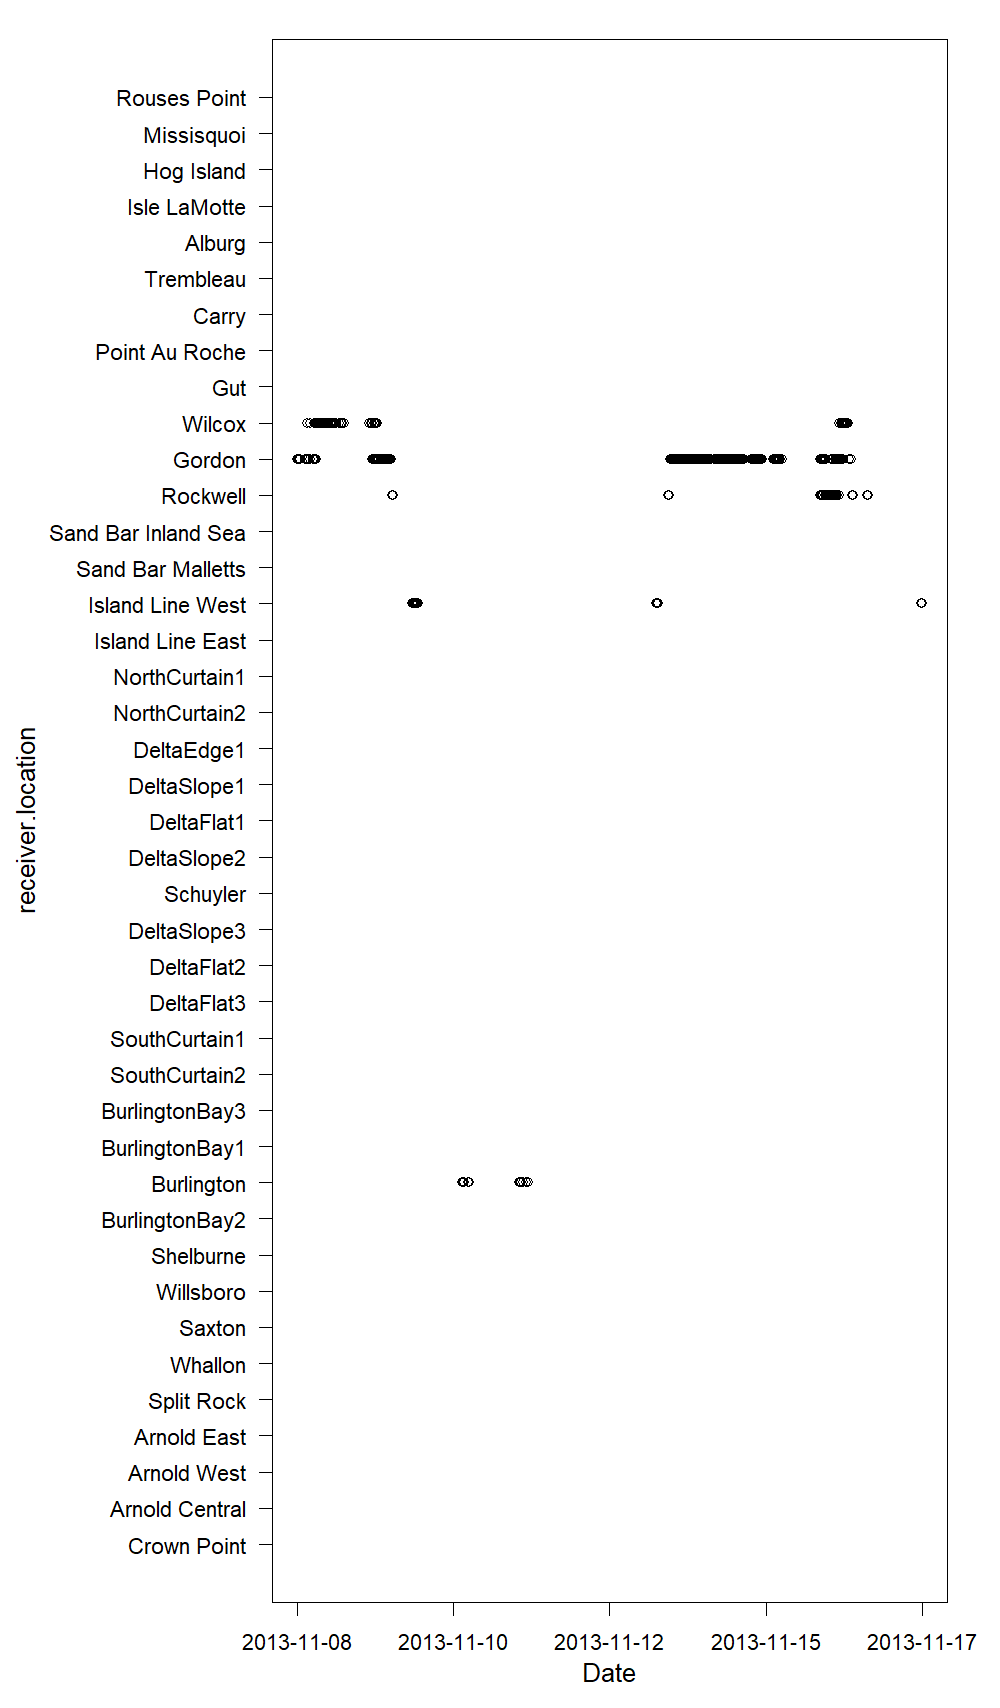 Rouses Point
Missisquoi
Hog Island
Isle LaMotte
Alburg
Trembleau
Carry
Point Au Roche
Gut
Wilcox
Gordon
Rockwell
Sand Bar Inland Sea
Sand Bar Malletts
Island Line West
Island Line East
NorthCurtain1
NorthCurtain2
DeltaEdge1
DeltaSlope1
DeltaFlat1
DeltaSlope2
Schuyler
DeltaSlope3
DeltaFlat2
DeltaFlat3
SouthCurtain1
SouthCurtain2
BurlingtonBay3
BurlingtonBay1
Burlington
BurlingtonBay2
Shelburne
Willsboro
Saxton
Whallon
Split Rock
Arnold East
Arnold West
Arnold Central
Crown Point
receiver.location
2013-11-08 2013-11-10 2013-11-12 2013-11-15 2013-11-17
Date